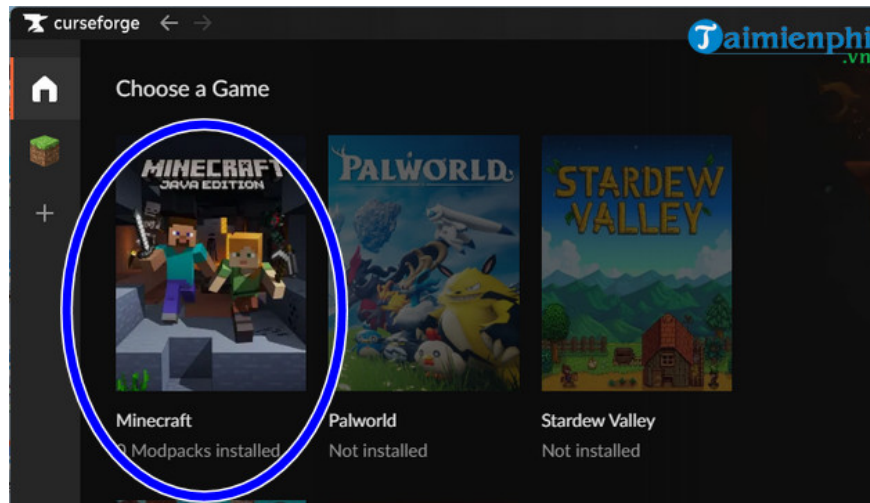 curseforge
Taimienphi
.vn
Choose a Game
MINECRAFT
JAVA EDITION
PALWORLD
STARDEW
VALLEY
Minecraft
Palworld
Stardew Valley
0 Modpacks installed
Not installed
Not installed